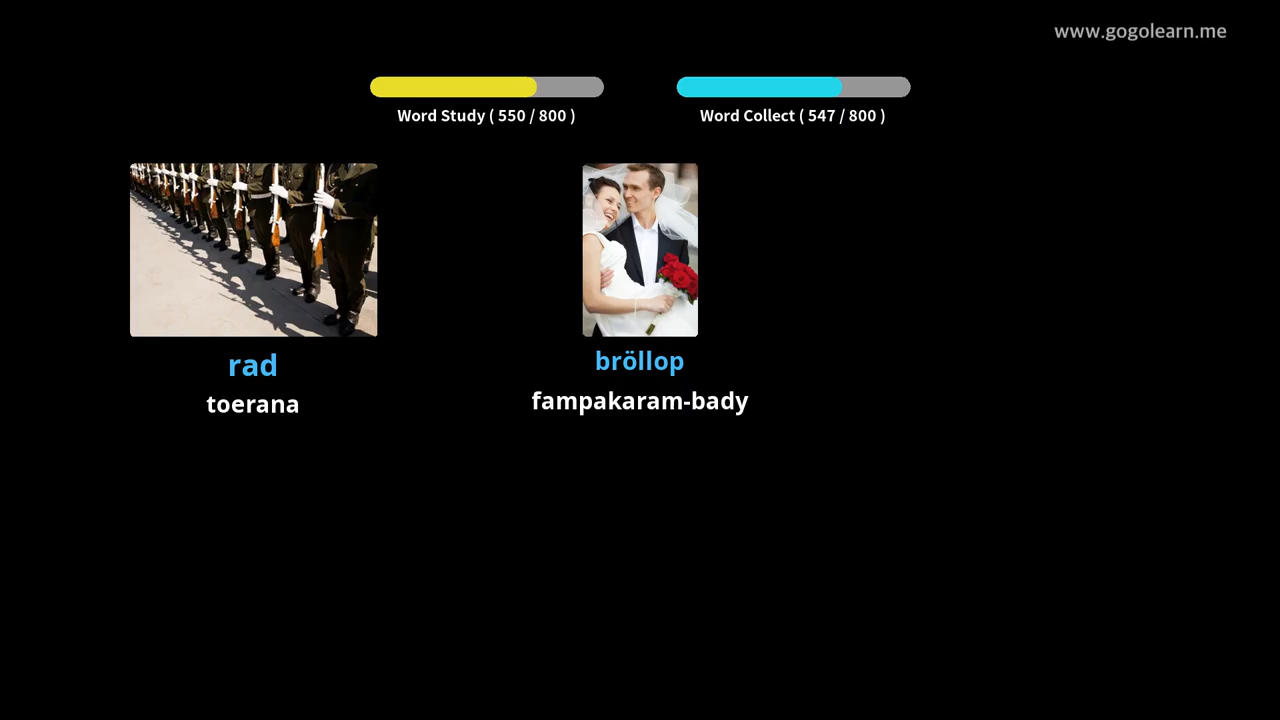 www.gogolearn.me
Word Study ( 550 / 800 )
Word Collect ( 547 / 800 )
rad
toerana
bröllop
fampakaram-bady